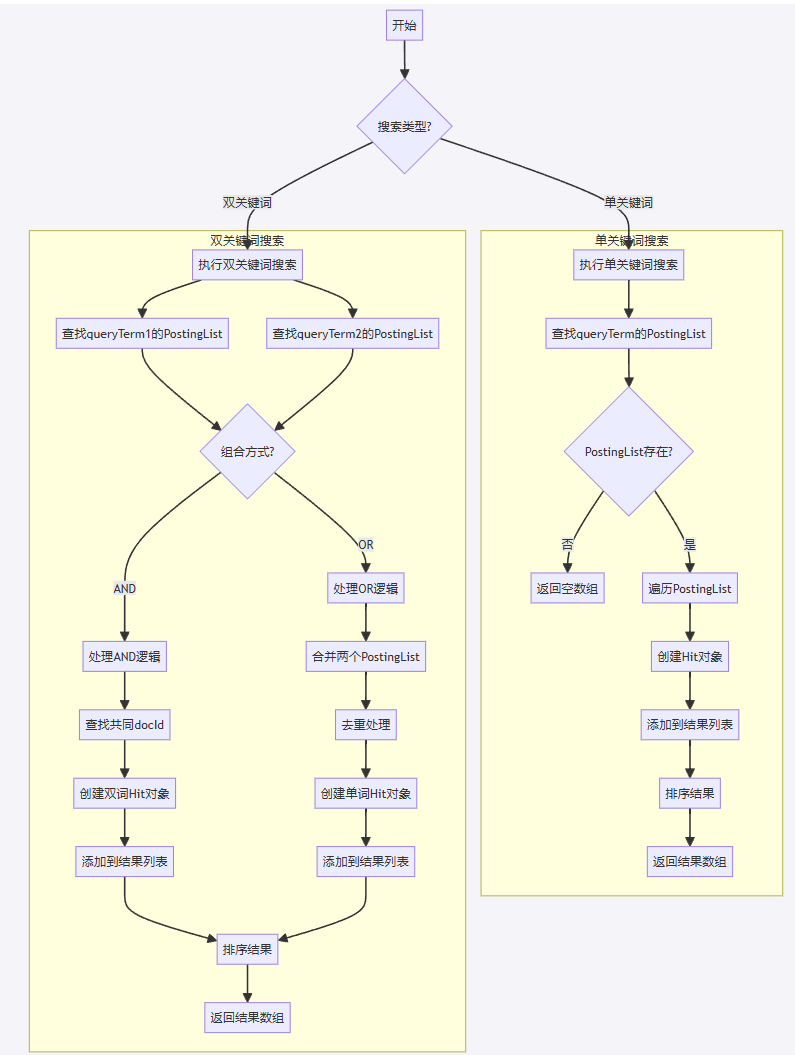 开始
搜索类型?
双关键词
单关键词
双关键词搜索
执行双关键词搜索
查找queryTerm1的PostingList
查找queryTerm2的PostingList
组合方式?
AND
OR
处理OR逻辑
处理AND逻辑
合并两个PostingList
查找共同docId
去重处理
创建双词Hit对象
创建单词Hit对象
添加到结果列表
添加到结果列表
排序结果
返回结果数组
单关键词搜索
执行单关键词搜索
查找queryTerm的PostingList
PostingList存在?
否
是
返回空数组
遍历PostingList
创建Hit对象
添加到结果列表
排序结果
返回结果数组